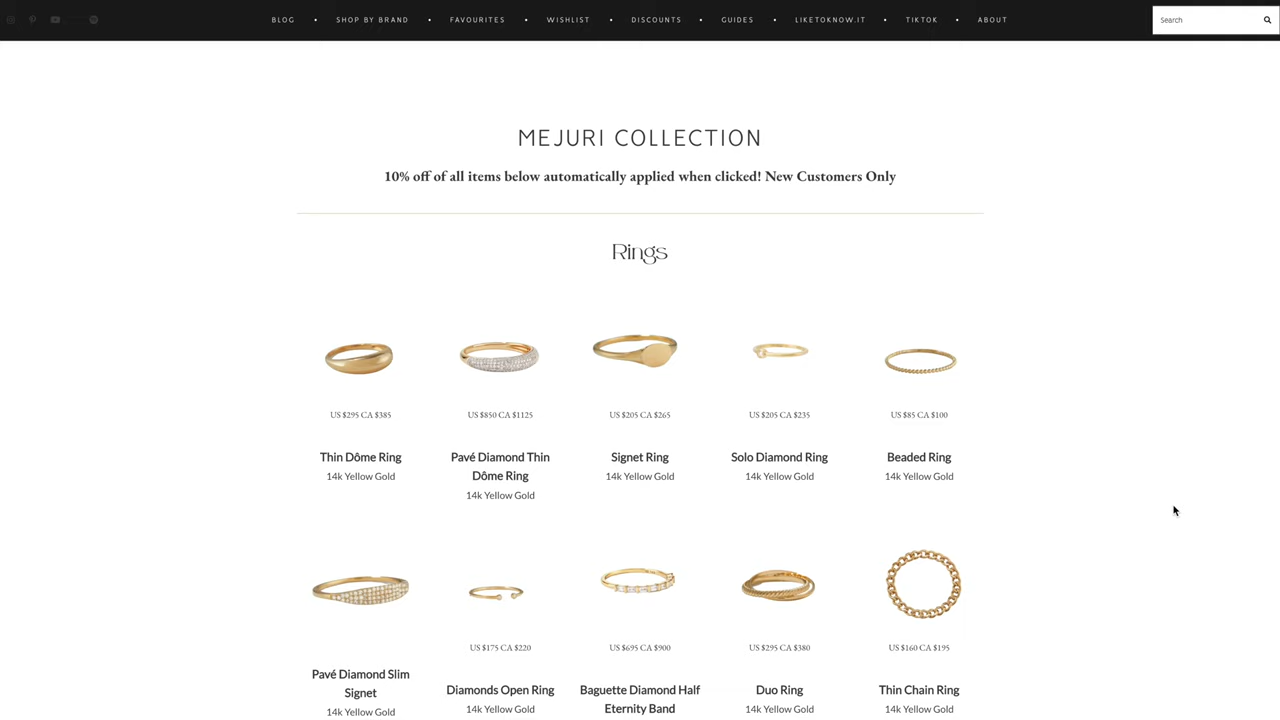 BLOG • SHOP BY BRAND • FAVOURITES • WISHLIST • DISCOUNTS • GUIDES • LIKETOKNOW.IT • TIKTOK • ABOUT
Search
MEJURI COLLECTION
10% off of all items below automatically applied when clicked! New Customers Only
Rings
US $295 CA $385
US $850 CA $1125
US $205 CA $265
US $205 CA $235
US $85 CA $100
Thin Dôme Ring
14k Yellow Gold
Pavé Diamond Thin
Dôme Ring
14k Yellow Gold
Signet Ring
14k Yellow Gold
Solo Diamond Ring
14k Yellow Gold
Beaded Ring
14k Yellow Gold
US $175 CA $220
US $695 CA $900
US $295 CA $380
US $160 CA $195
Pavé Diamond Slim
Signet
14k Yellow Gold
Diamonds Open Ring
14k Yellow Gold
Baguette Diamond Half
Eternity Band
Duo Ring
14k Yellow Gold
Thin Chain Ring
14k Yellow Gold